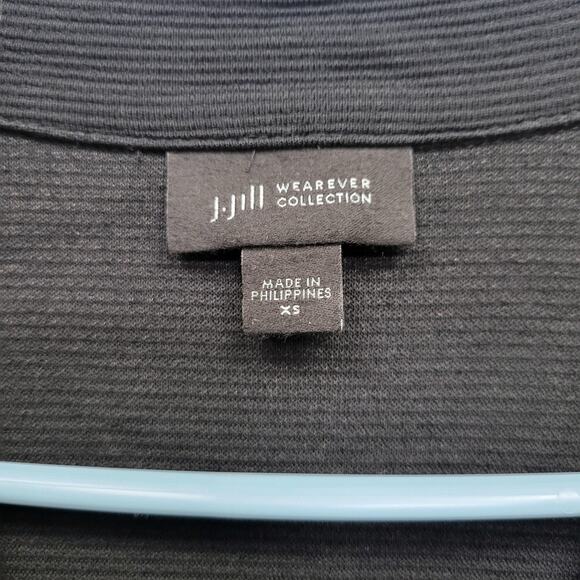 J.Jill WEAREVER
COLLECTION
MADE IN
PHILIPPINES
XS